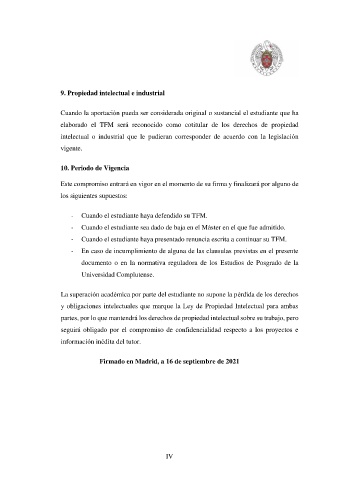 9. Propiedad intelectual e industrial
Cuando la aportación pueda ser considerada original o sustancial el estudiante que ha
elaborado el TFM será reconocido como cotitular de los derechos de propiedad
intelectual o industrial que le pudieran corresponder de acuerdo con la legislación
vigente.
10. Periodo de Vigencia
Este compromiso entrará en vigor en el momento de su firma y finalizará por alguno de
los siguientes supuestos:
- Cuando el estudiante haya defendido su TFM.
- Cuando el estudiante sea dado de baja en el Máster en el que fue admitido.
- Cuando el estudiante haya presentado renuncia escrita a continuar su TFM.
- En caso de incumplimiento de alguna de las clausulas previstas en el presente
documento o en la normativa reguladora de los Estudios de Posgrado de la
Universidad Complutense.
La superación académica por parte del estudiante no supone la pérdida de los derechos
y obligaciones intelectuales que marque la Ley de Propiedad Intelectual para ambas
partes, por lo que mantendrá los derechos de propiedad intelectual sobre su trabajo, pero
seguirá obligado por el compromiso de confidencialidad respecto a los proyectos e
información inédita del tutor.
Firmado en Madrid, a 16 de septiembre de 2021
IV